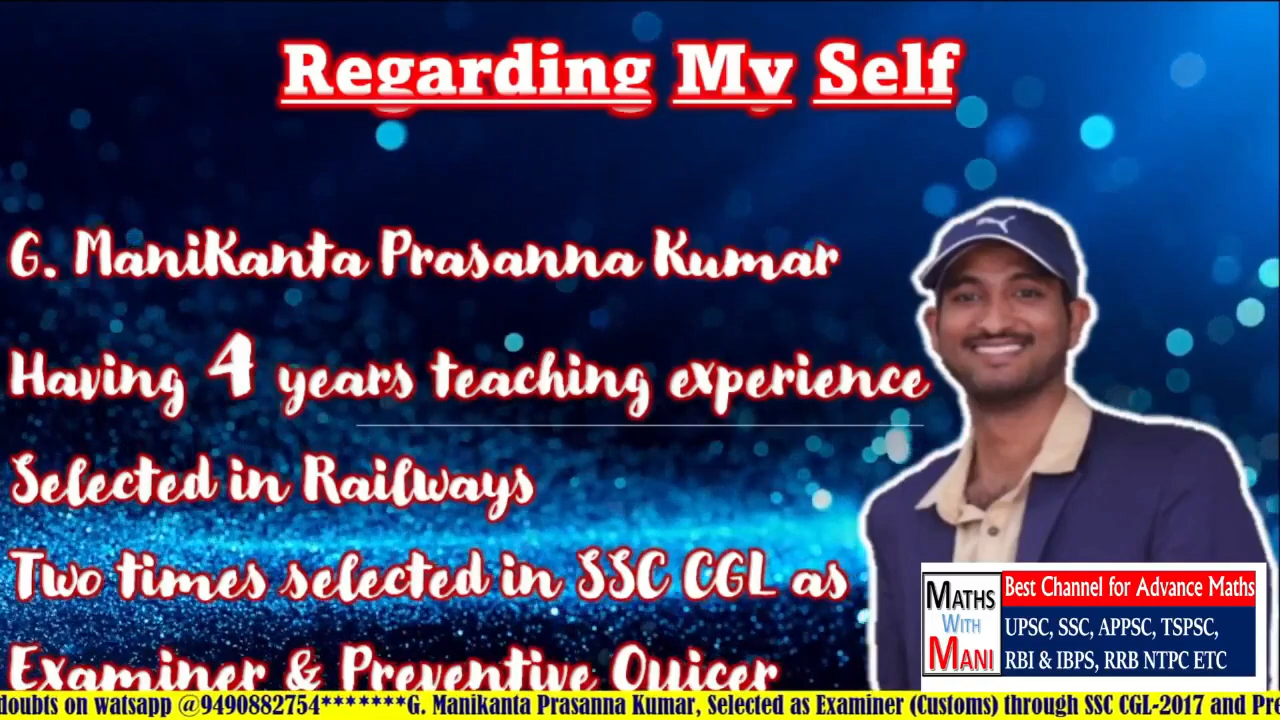 Regarding My Self
G. ManiKanta Prasanna Kumar
Having 4 years teaching experience
Selected in Railways
Two times selected in SSC CGL as
Examiner & Preventive Officer
MATHS
WITH
MANI
Best Channel for Advance Maths
UPSC, SSC, APPSC, TSPSC,
RBI & IBPS, RRB NTPC ETC
doubts on watsapp @9490882754*******G. Manikanta Prasanna Kumar, Selected as Examiner (Customs) through SSC CGL-2017 and Pre